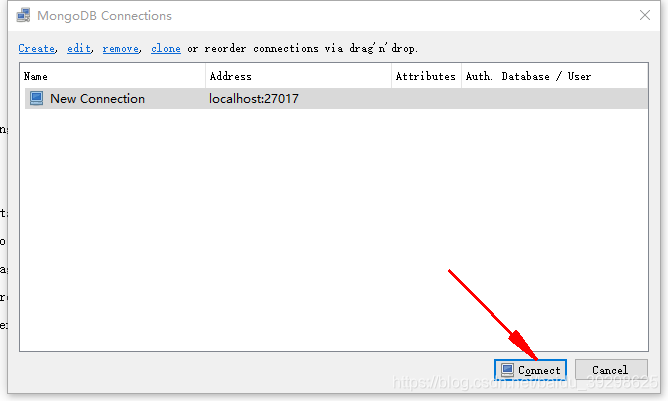 MongoDB Connections
Create, edit, remove, clone or reorder connections via drag'n'drop.
Name Address Attributes Auth. Database / User
New Connection localhost:27017
Connect Cancel
https://blog.csdn.net/baidu_39298625